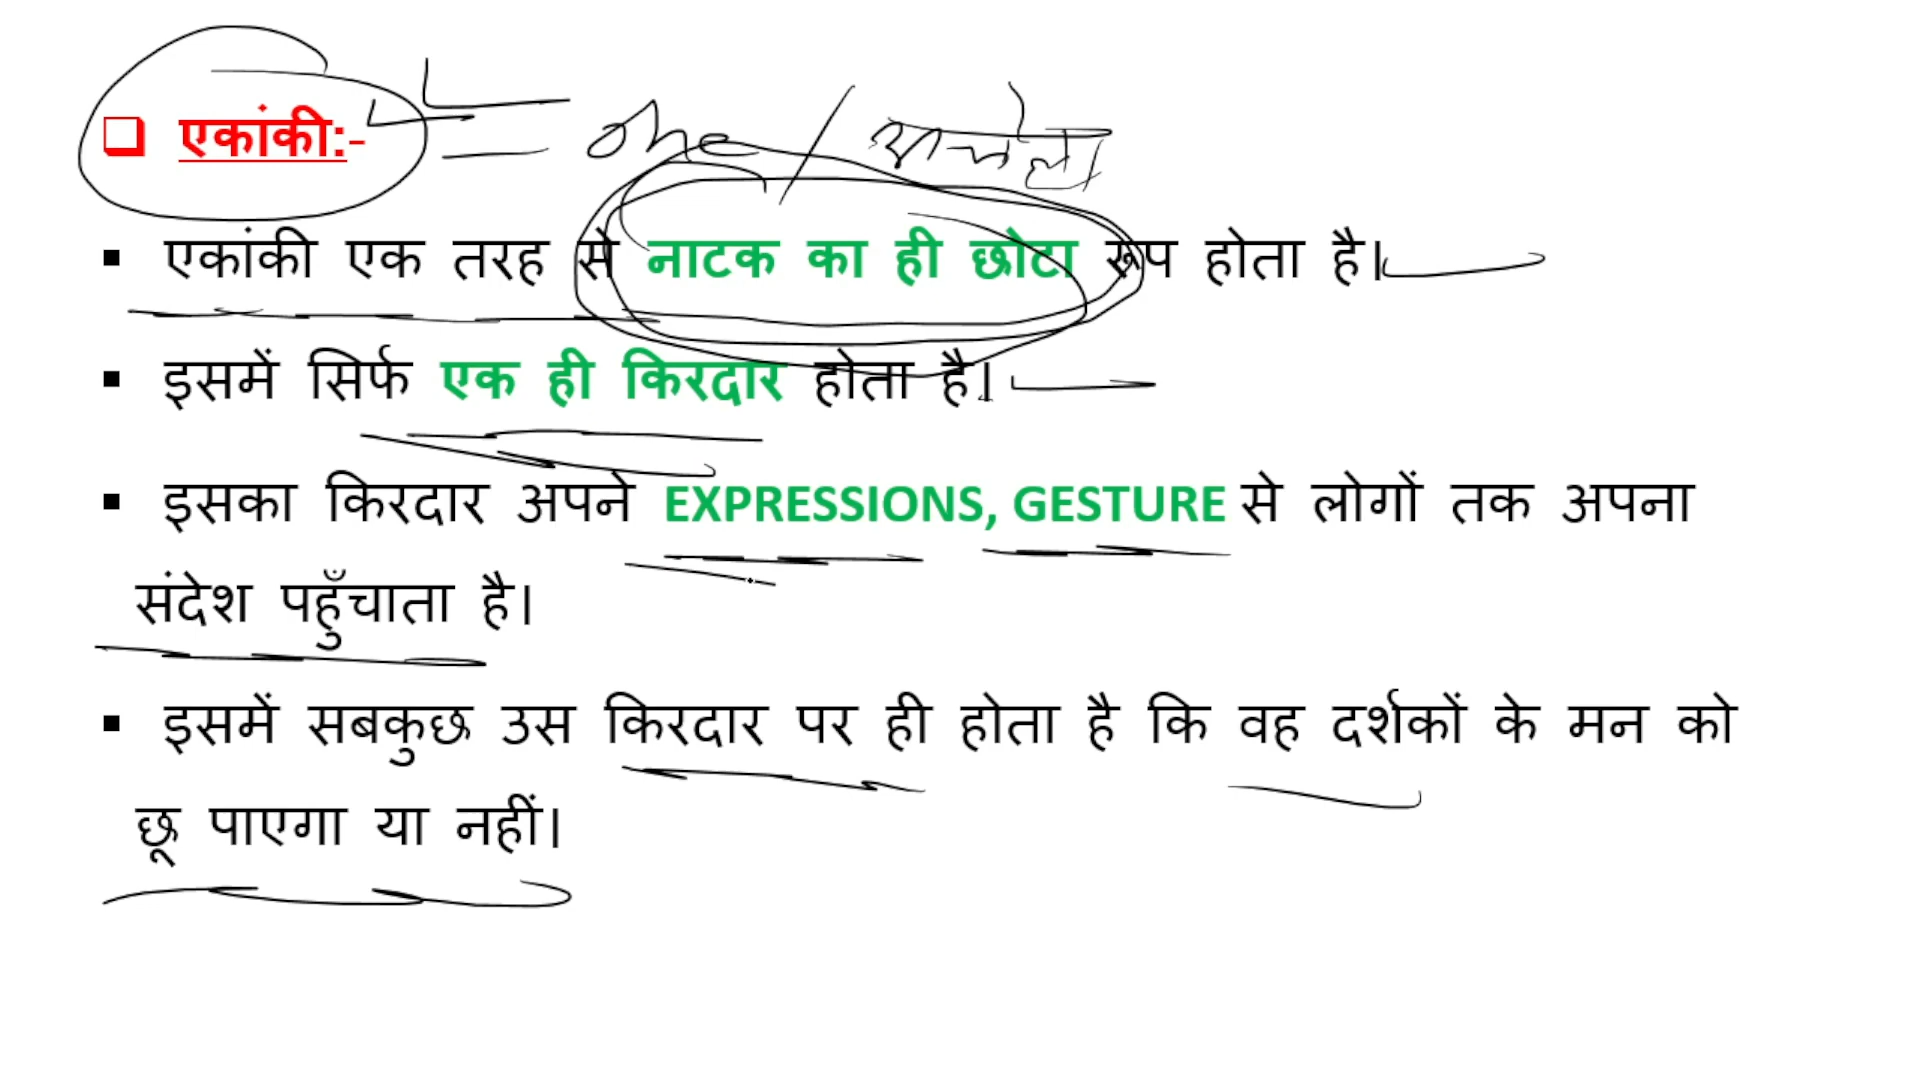 एकांकी:-
one / अकेला
एकांकी एक तरह से नाटक का ही छोटा रूप होता है।
इसमें सिर्फ एक ही किरदार होता है।
इसका किरदार अपने EXPRESSIONS, GESTURE से लोगों तक अपना
संदेश पहुँचाता है।
इसमें सबकुछ उस किरदार पर ही होता है कि वह दर्शकों के मन को
छू पाएगा या नहीं।